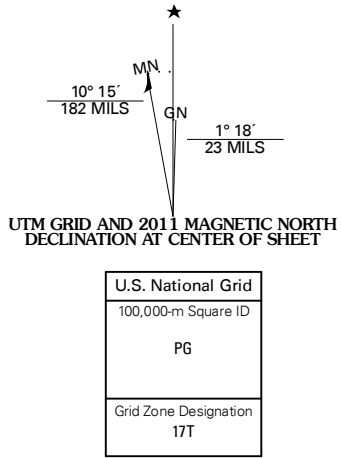 MN
GN
10° 15´
182 MILS
1° 18´
23 MILS
UTM GRID AND 2011 MAGNETIC NORTH
DECLINATION AT CENTER OF SHEET
U.S. National Grid
100,000-m Square ID
PG
Grid Zone Designation
17T